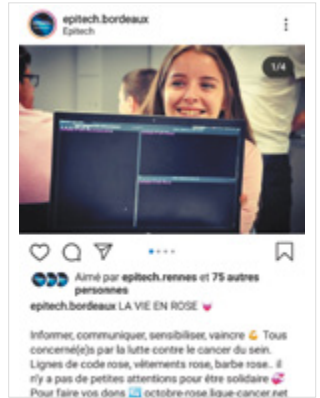 epitech.bordeaux
Epitech
1/4
Aimé par epitech.rennes et 75 autres
personnes
epitech.bordeaux LA VIE EN ROSE 💓
Informer, communiquer, sensibiliser, vaincre 💪 Tous
concerné(e)s par la lutte contre le cancer du sein.
Lignes de code rose, vêtements rose, barbe rose.. il
n'y a pas de petites attentions pour être solidaire 💞
Pour faire vos dons ➡️ octobre-rose.ligue-cancer.net